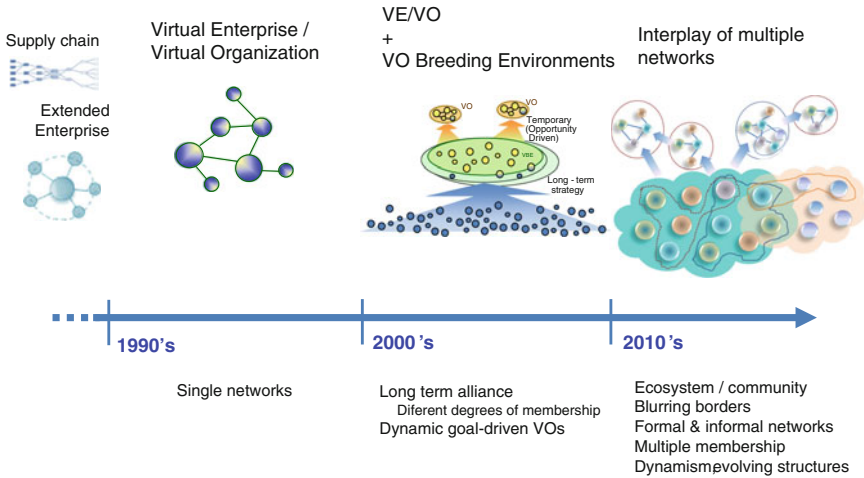 Supply chain
Extended
Enterprise
Virtual Enterprise /
Virtual Organization
VE/VO
+
VO Breeding Environments
VO
VO
Temporary
(Opportunity
Driven)
VBE
Long - term
strategy
Interplay of multiple
networks
1990's
2000's
2010's
Single networks
Long term alliance
Diferent degrees of membership
Dynamic goal-driven VOs
Ecosystem / community
Blurring borders
Formal & informal networks
Multiple membership
Dynamism, evolving structures